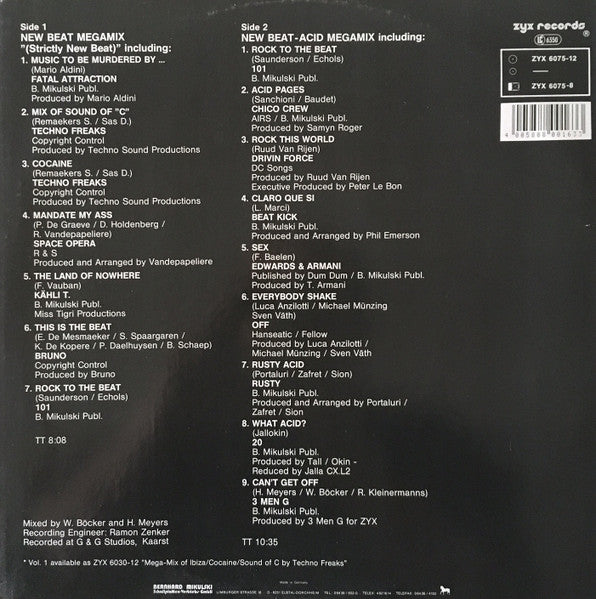 Side 1
NEW BEAT MEGAMIX
"(Strictly New Beat)" including:
1. MUSIC TO BE MURDERED BY ...
(Mario Aldini)
FATAL ATTRACTION
B. Mikulski Publ.
Produced by Mario Aldini
2. MIX OF SOUND OF "C"
(Remaekers S. / Sas D.)
TECHNO FREAKS
Copyright Control
Produced by Techno Sound Productions
3. COCAINE
(Remaekers S. / Sas D.)
TECHNO FREAKS
Copyright Control
Produced by Techno Sound Productions
4. MANDATE MY ASS
(P. De Graeve / D. Holdenberg /
R. Vandepapeliere)
SPACE OPERA
R & S
Produced and Arranged by Vandepapeliere
5. THE LAND OF NOWHERE
(F. Vauban)
KÄHLI T.
B. Mikulski Publ.
Miss Tigri Productions
6. THIS IS THE BEAT
(E. De Mesmaeker / S. Spaargaren /
K. De Kopere / P. Daelhuysen / B. Schaep)
BRUNO
Copyright Control
Produced by Bruno
7. ROCK TO THE BEAT
(Saunderson / Echols)
101
B. Mikulski Publ.
TT 8:08
Mixed by W. Böcker and H. Meyers
Recording Engineer: Ramon Zenker
Recorded at G & G Studios, Kaarst
Side 2
NEW BEAT-ACID MEGAMIX including:
1. ROCK TO THE BEAT
(Saunderson / Echols)
101
B. Mikulski Publ.
2. ACID PAGES
(Sanchioni / Baudet)
CHICO CREW
AIRS / B. Mikulski Publ.
Produced by Samyn Roger
3. ROCK THIS WORLD
(Ruud Van Rijen)
DRIVIN FORCE
DC Songs
Produced by Ruud Van Rijen
Executive Produced by Peter Le Bon
4. CLARO QUE SI
(L. Marci)
BEAT KICK
B. Mikulski Publ.
Produced and Arranged by Phil Emerson
5. SEX
(F. Baelen)
EDWARDS & ARMANI
Published by Dum Dum / B. Mikulski Publ.
Produced by T. Armani
6. EVERYBODY SHAKE
(Luca Anzilotti / Michael Münzing
Sven Väth)
OFF
Hanseatic / Fellow
Produced by Luca Anzilotti /
Michael Münzing / Sven Väth
7. RUSTY ACID
(Portaluri / Zafret / Sion)
RUSTY
B. Mikulski Publ.
Produced and Arranged by Portaluri /
Zafret / Sion
8. WHAT ACID?
(Jallokin)
20
B. Mikulski Publ.
Produced by Tall / Okin -
Reduced by Jalla CX.L2
9. CAN'T GET OFF
(H. Meyers / W. Böcker / R. Kleinermanns)
3 MEN G
B. Mikulski Publ.
Produced by 3 Men G for ZYX
TT 10:35
zyx records ®
LC 6350
ZYX 6075-12
ZYX 6075-8
* Vol. 1 available as ZYX 6030-12 "Mega-Mix of Ibiza/Cocaine/Sound of C by Techno Freaks"
Made in Germany
BERNHARD MIKULSKI
Schallplatten-Vertriebs-GmbH